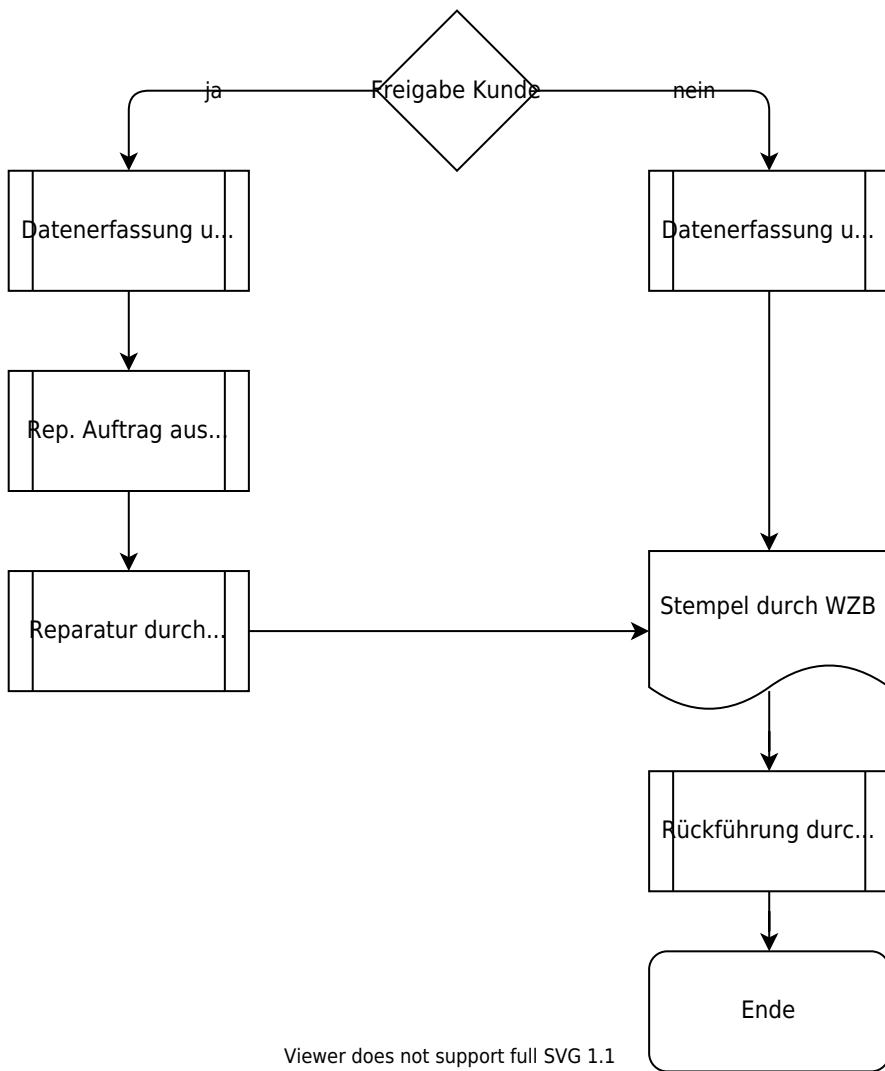 Freigabe Kunde
ja
nein
Datenerfassung u...
Datenerfassung u...
Rep. Auftrag aus...
Reparatur durch...
Stempel durch WZB
Rückführung durc...
Ende
Viewer does not support full SVG 1.1